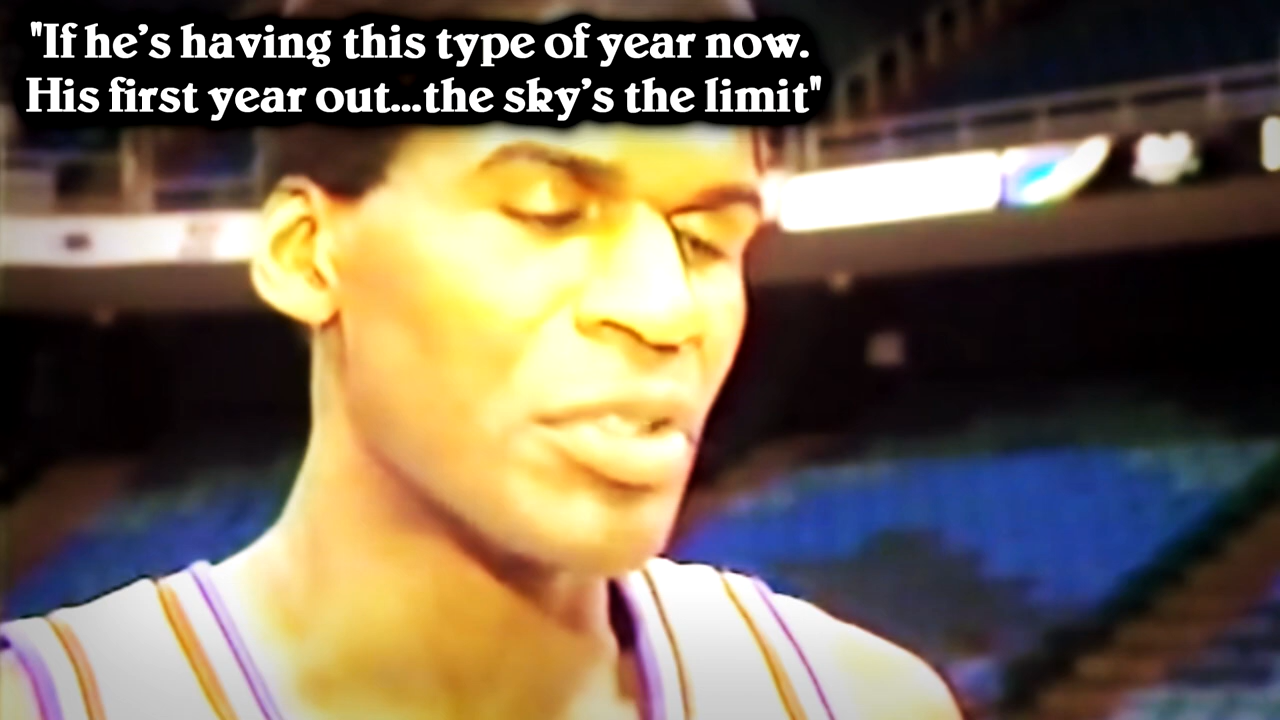 "If he’s having this type of year now.
His first year out...the sky’s the limit"